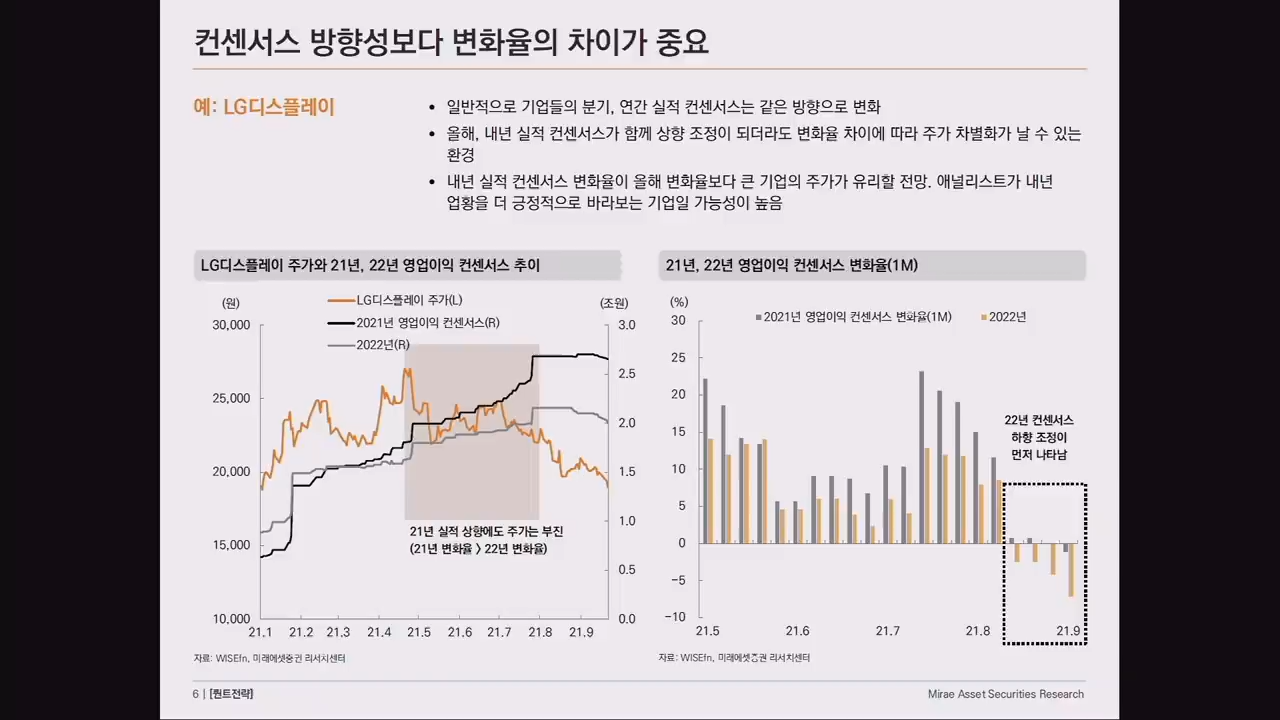 컨센서스 방향성보다 변화율의 차이가 중요
예: LG디스플레이
• 일반적으로 기업들의 분기, 연간 실적 컨센서스는 같은 방향으로 변화
• 올해, 내년 실적 컨센서스가 함께 상향 조정이 되더라도 변화율 차이에 따라 주가 차별화가 날 수 있는
환경
• 내년 실적 컨센서스 변화율이 올해 변화율보다 큰 기업의 주가가 유리할 전망. 애널리스트가 내년
업황을 더 긍정적으로 바라보는 기업일 가능성이 높음
LG디스플레이 주가와 21년, 22년 영업이익 컨센서스 추이
(원)
(조원)
LG디스플레이 주가(L)
2021년 영업이익 컨센서스(R)
2022년(R)
30,000
25,000
20,000
15,000
10,000
3.0
2.5
2.0
1.5
1.0
0.5
0.0
21년 실적 상향에도 주가는 부진
(21년 변화율 > 22년 변화율)
21.1 21.2 21.3 21.4 21.5 21.6 21.7 21.8 21.9
자료: WISEfn, 미래에셋증권 리서치센터
21년, 22년 영업이익 컨센서스 변화율(1M)
(%)
2021년 영업이익 컨센서스 변화율(1M) 2022년
30
25
20
15
10
5
0
-5
-10
22년 컨센서스
하향 조정이
먼저 나타남
21.5 21.6 21.7 21.8 21.9
자료: WISEfn, 미래에셋증권 리서치센터
6 | [퀀트전략]
Mirae Asset Securities Research